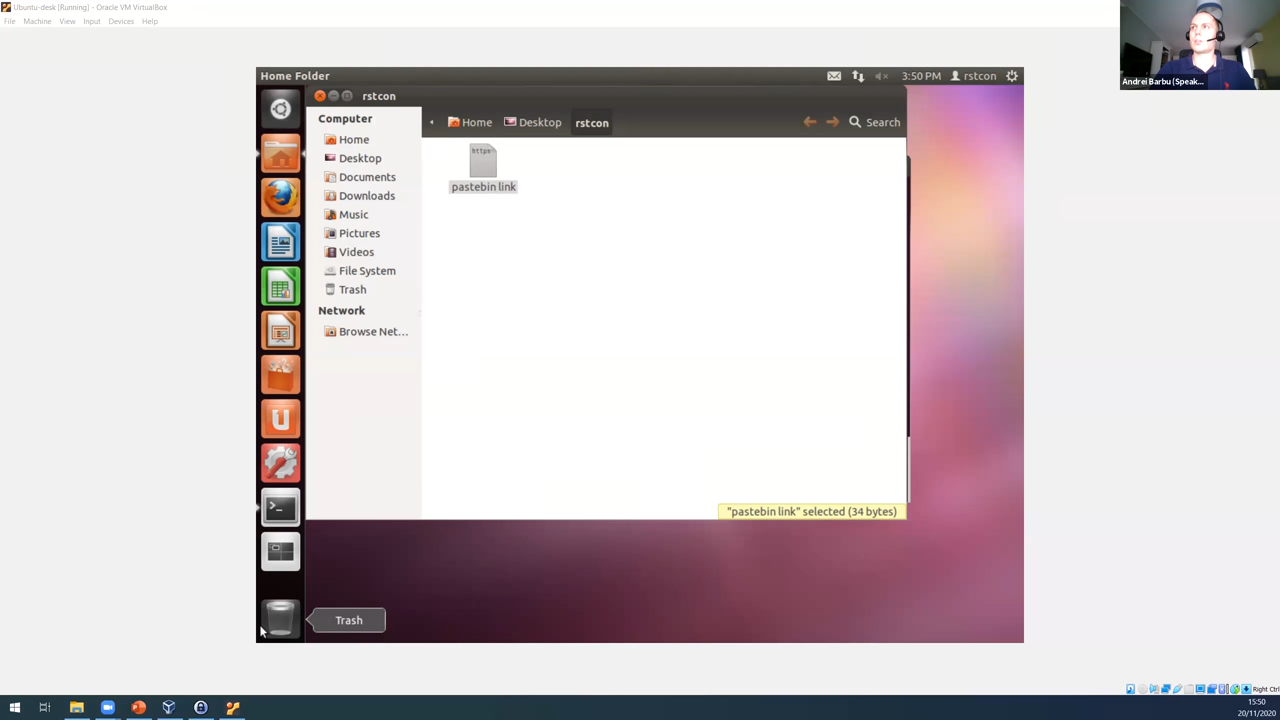 Ubuntu-desk [Running] - Oracle VM VirtualBox
File Machine View Input Devices Help
Andrei Barbu (Speak...
Home Folder
3:50 PM rstcon
rstcon
Computer
Home
Desktop
Documents
Downloads
Music
Pictures
Videos
File System
Trash
Network
Browse Net...
Home Desktop rstcon Search
https
pastebin link
"pastebin link" selected (34 bytes)
Trash
Right Ctrl
15:50
20/11/2020